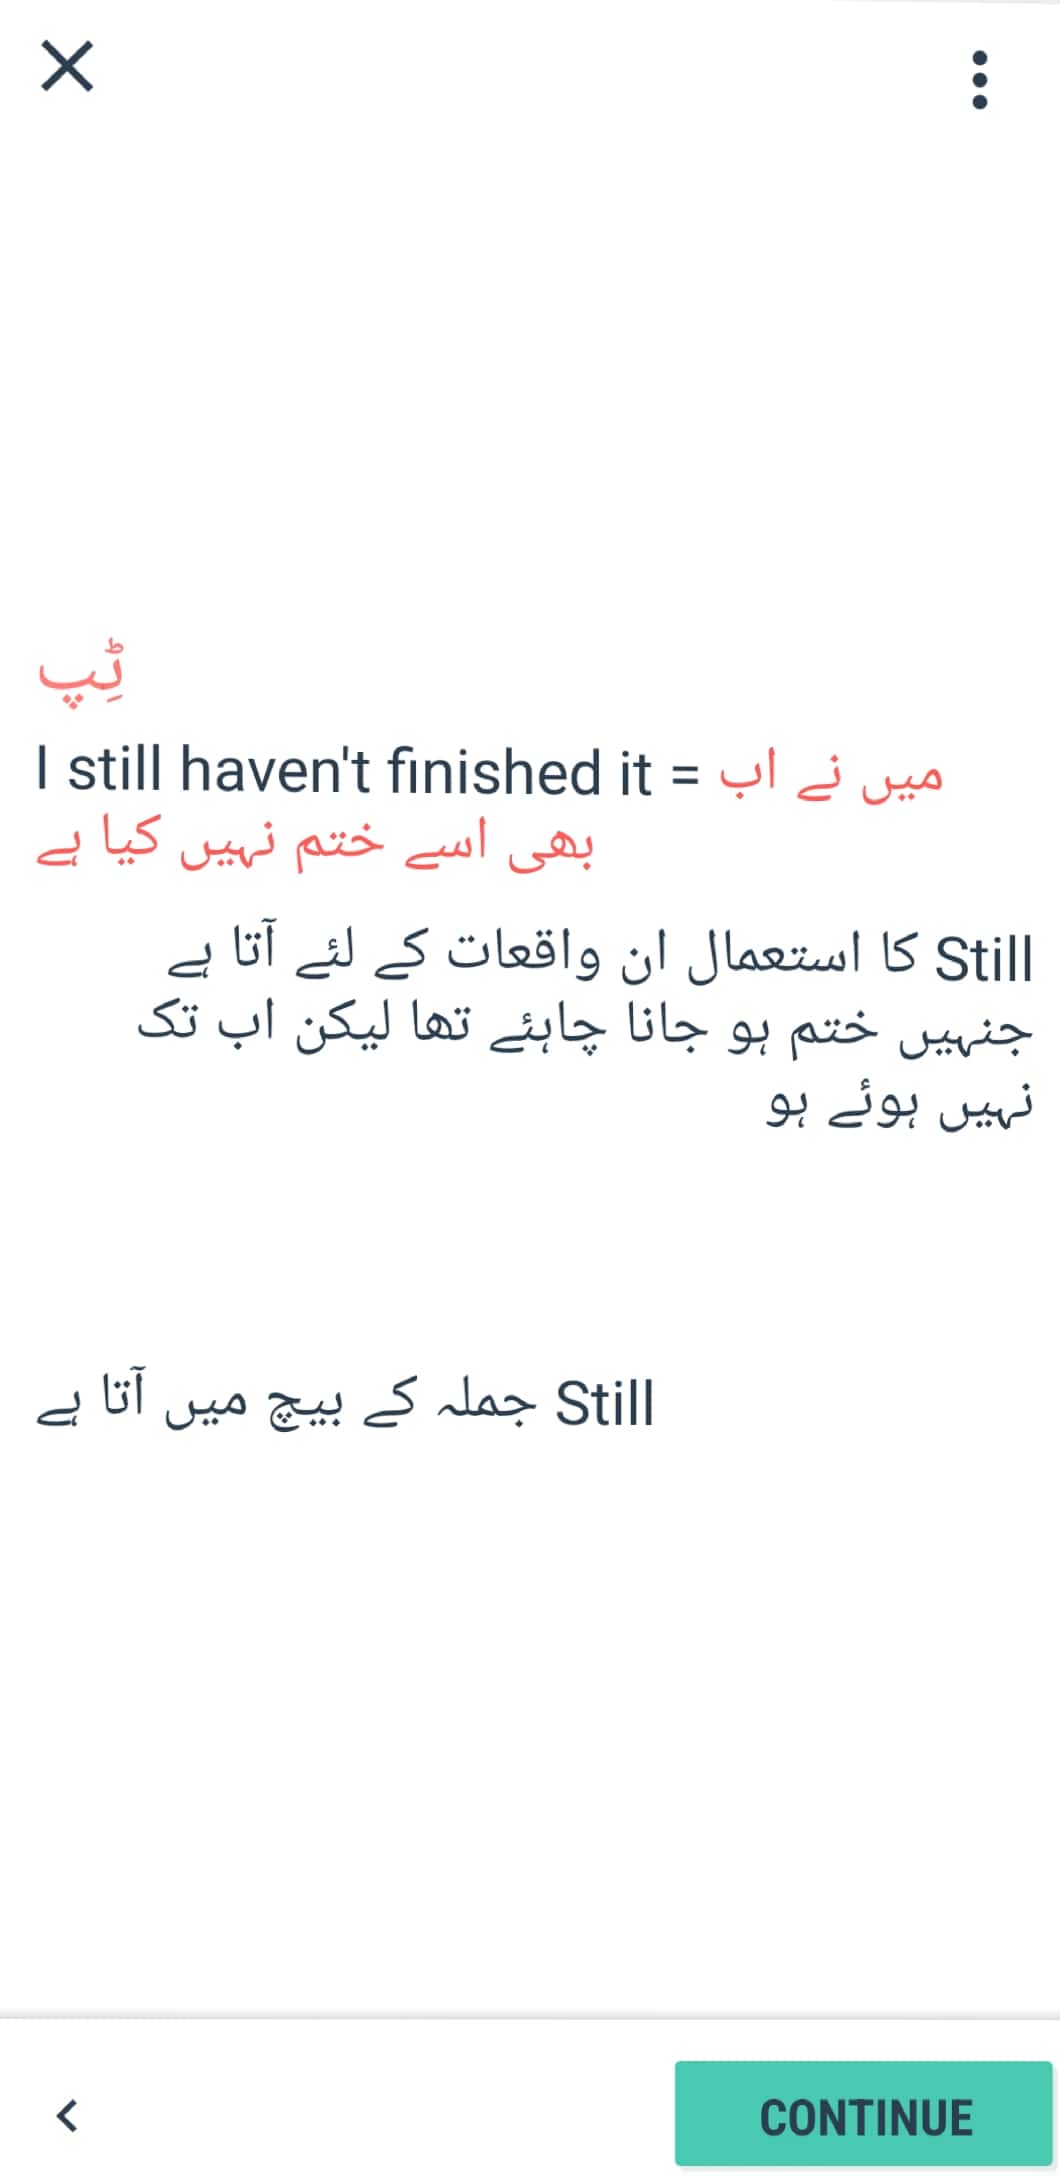 ٹِپ
I still haven't finished it = میں نے اب
بھی اسے ختم نہیں کیا ہے
Still کا استعمال ان واقعات کے لئے آتا ہے
جنہیں ختم ہو جانا چاہئے تھا لیکن اب تک
نہیں ہوئے ہو
Still جملہ کے بیچ میں آتا ہے
CONTINUE